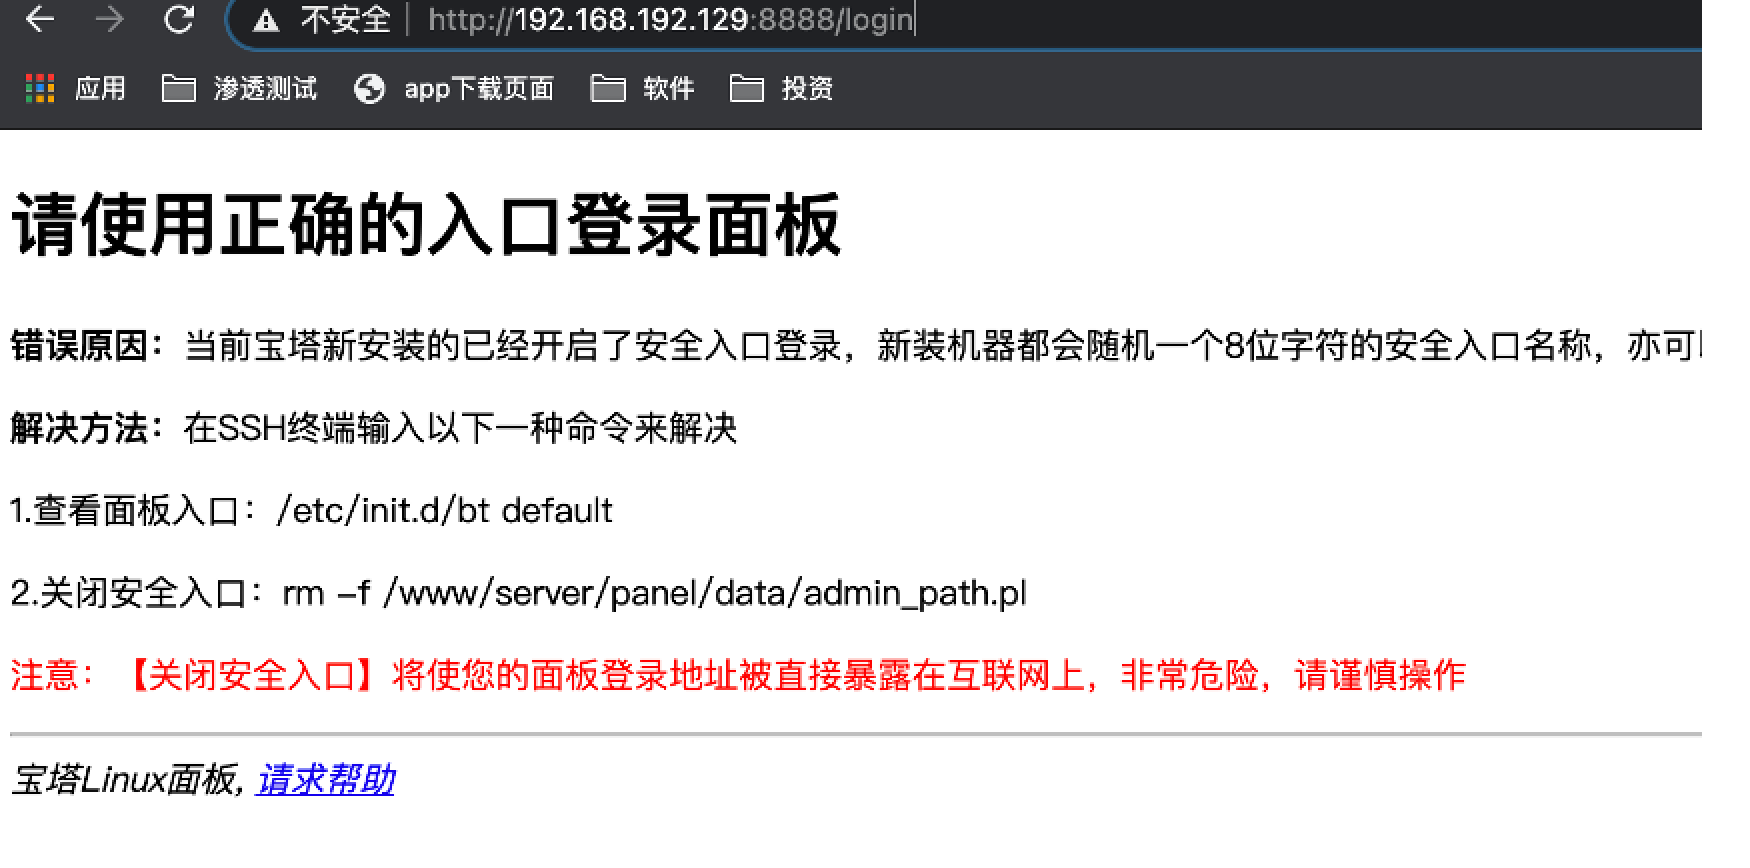 不安全 | http://192.168.192.129:8888/login
应用 渗透测试 app下载页面 软件 投资
请使用正确的入口登录面板
错误原因：当前宝塔新安装的已经开启了安全入口登录，新装机器都会随机一个8位字符的安全入口名称，亦可
解决方法：在SSH终端输入以下一种命令来解决
1.查看面板入口：/etc/init.d/bt default
2.关闭安全入口：rm -f /www/server/panel/data/admin_path.pl
注意：【关闭安全入口】将使您的面板登录地址被直接暴露在互联网上，非常危险，请谨慎操作
宝塔Linux面板, 请求帮助